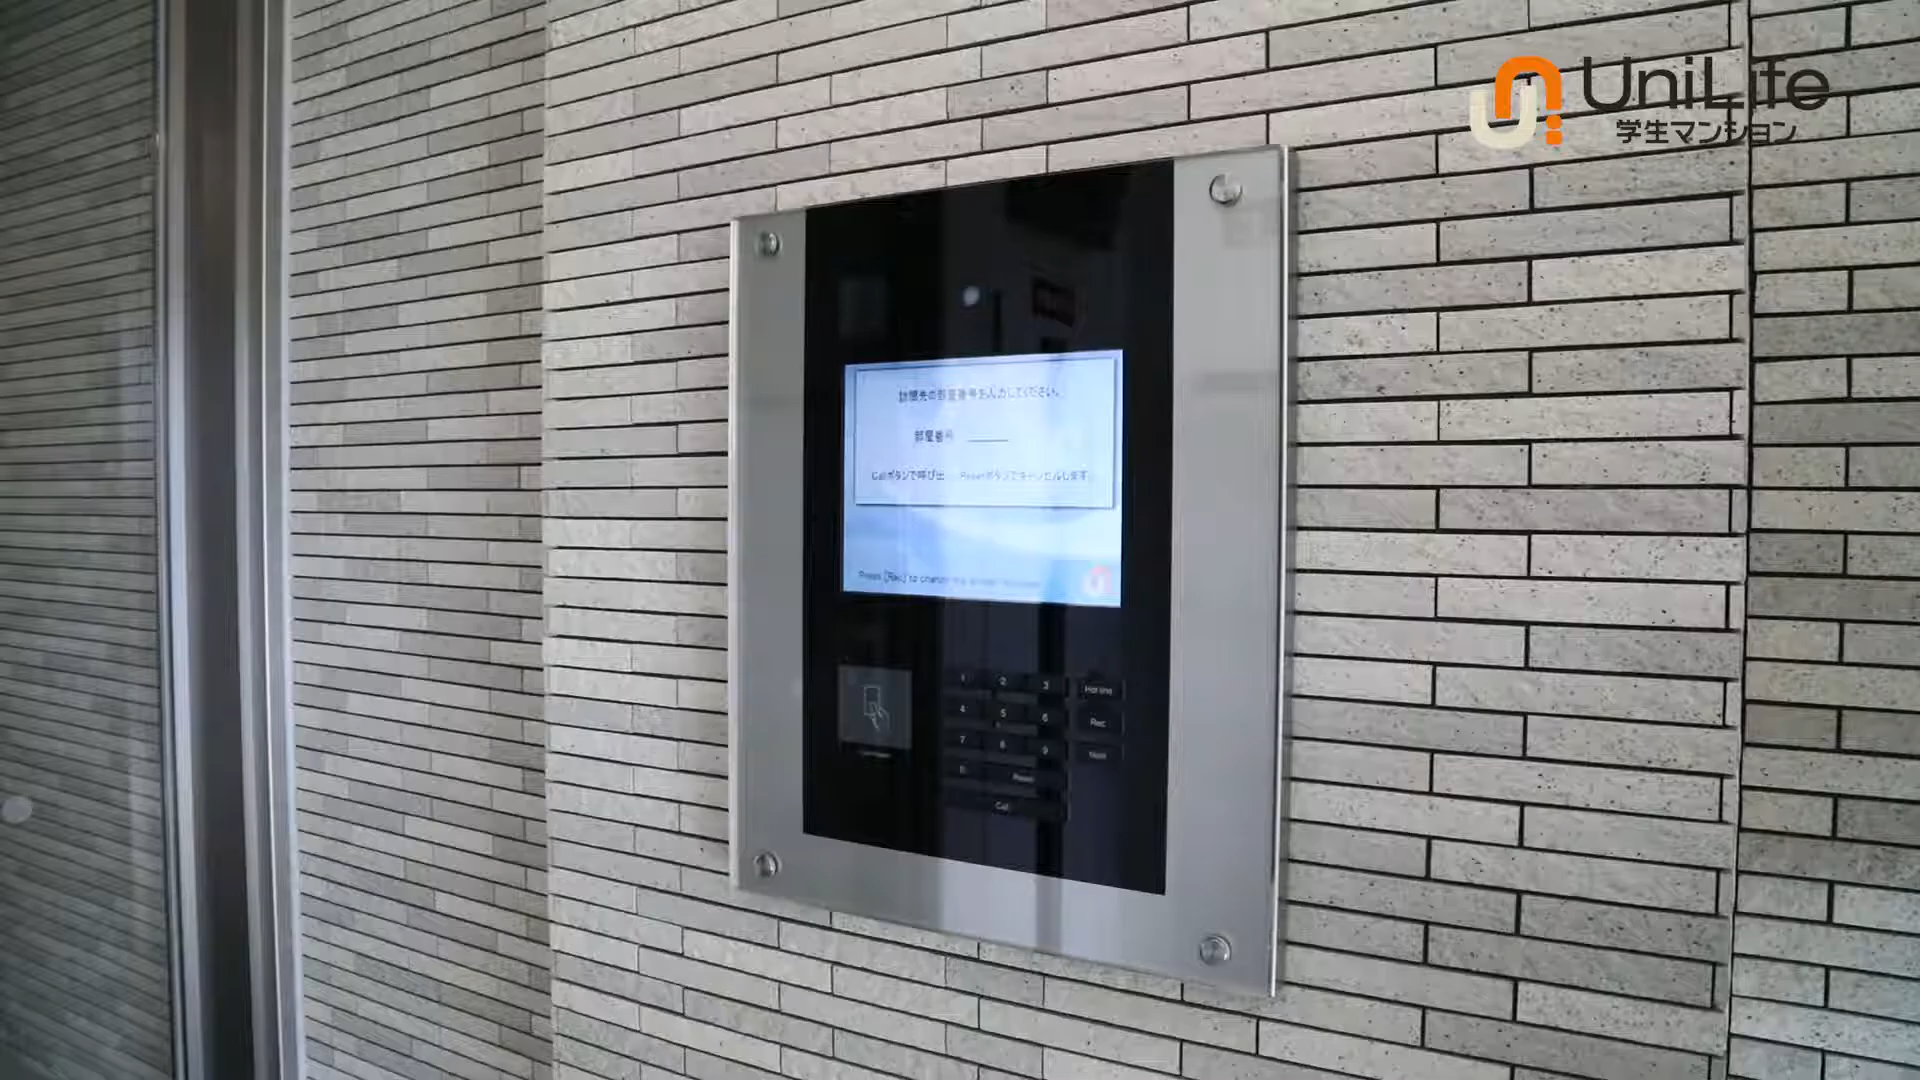 UniLife
学生マンション
訪問先の部屋番号を入力してください。
部屋番号
Callボタンで呼び出 Resetボタンでキャンセルします。
Press [Rec] to change
1 2 3 Hot line
4 5 6 Rec
7 8 9 Next
0 Reset
Call